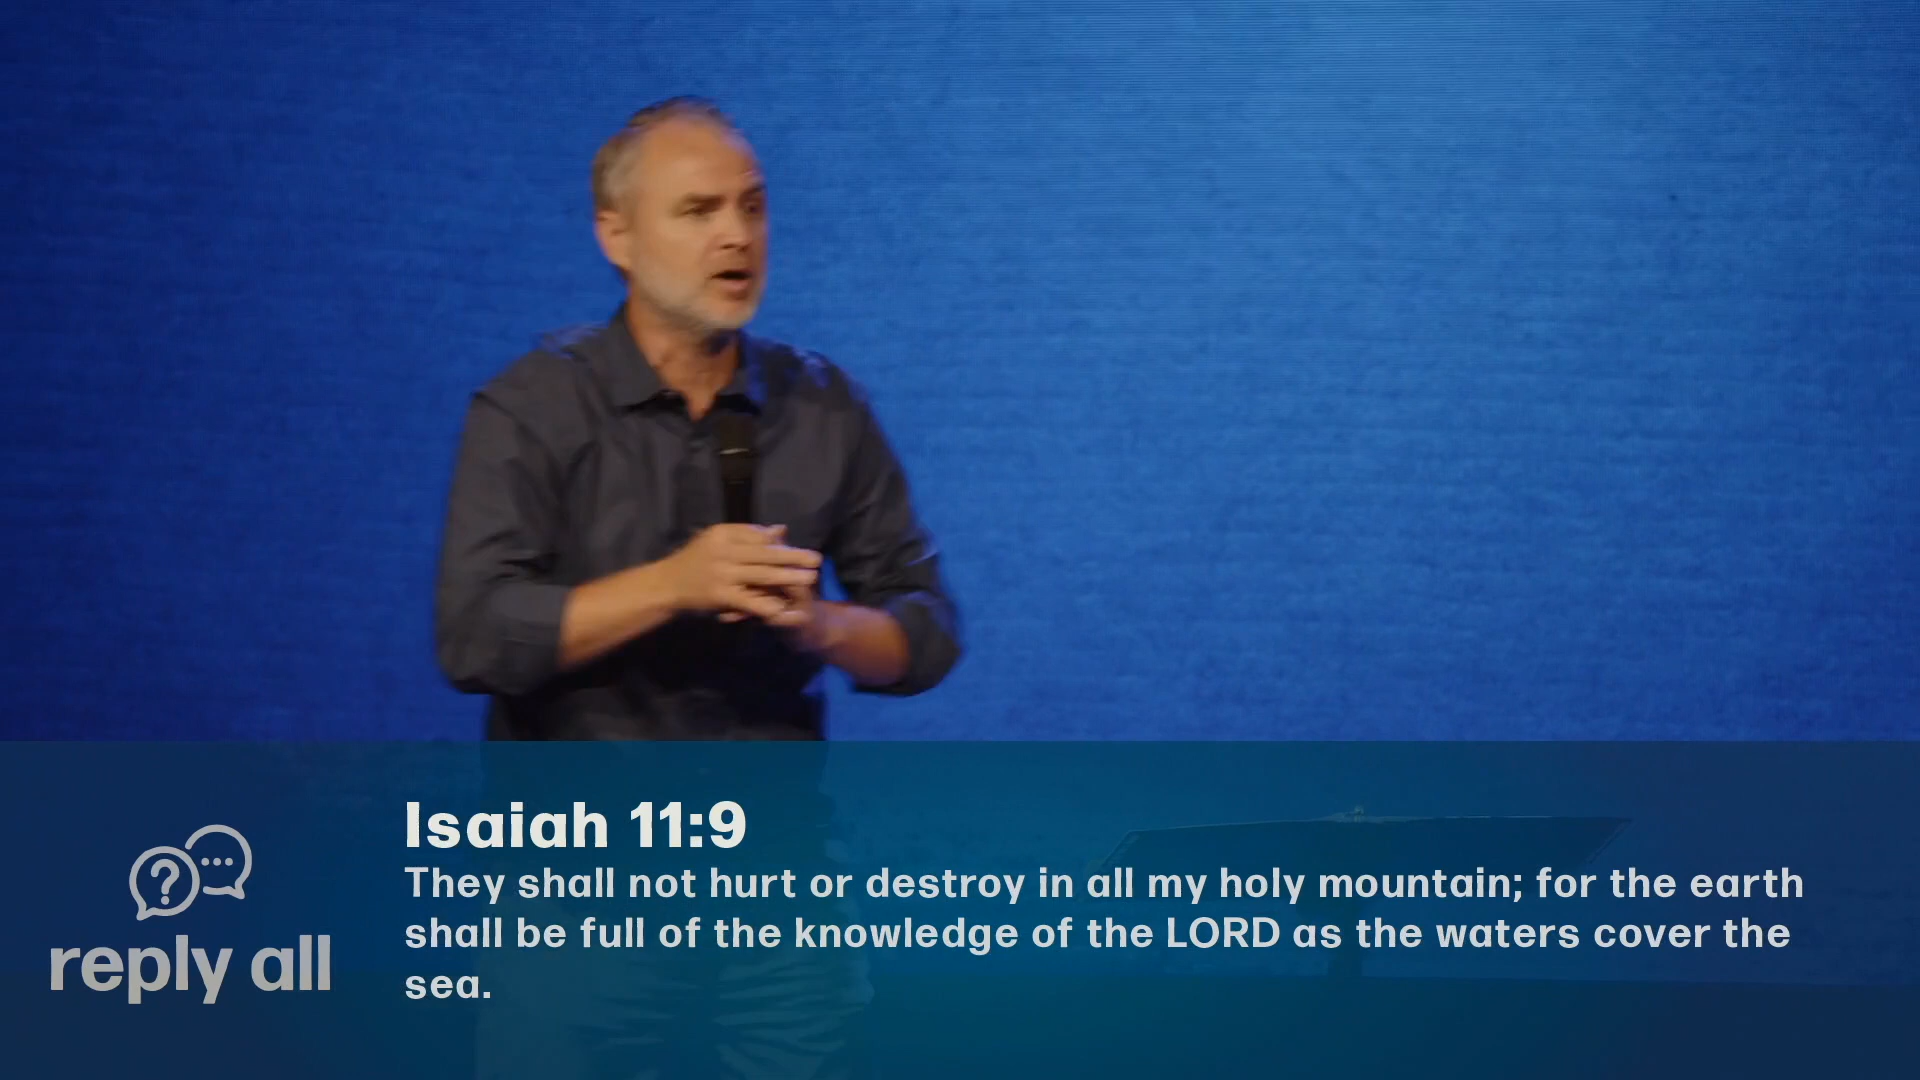 Isaiah 11:9
They shall not hurt or destroy in all my holy mountain; for the earth
shall be full of the knowledge of the LORD as the waters cover the
sea.
reply all